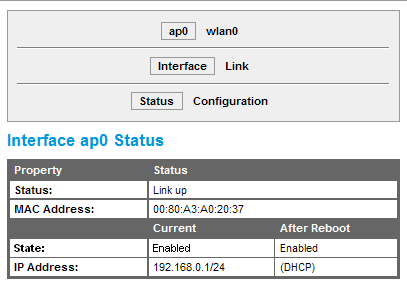 ap0 wlan0
Interface Link
Status Configuration
Interface ap0 Status
Property Status
Status: Link up
MAC Address: 00:80:A3:A0:20:37
Current After Reboot
State: Enabled Enabled
IP Address: 192.168.0.1/24 (DHCP)